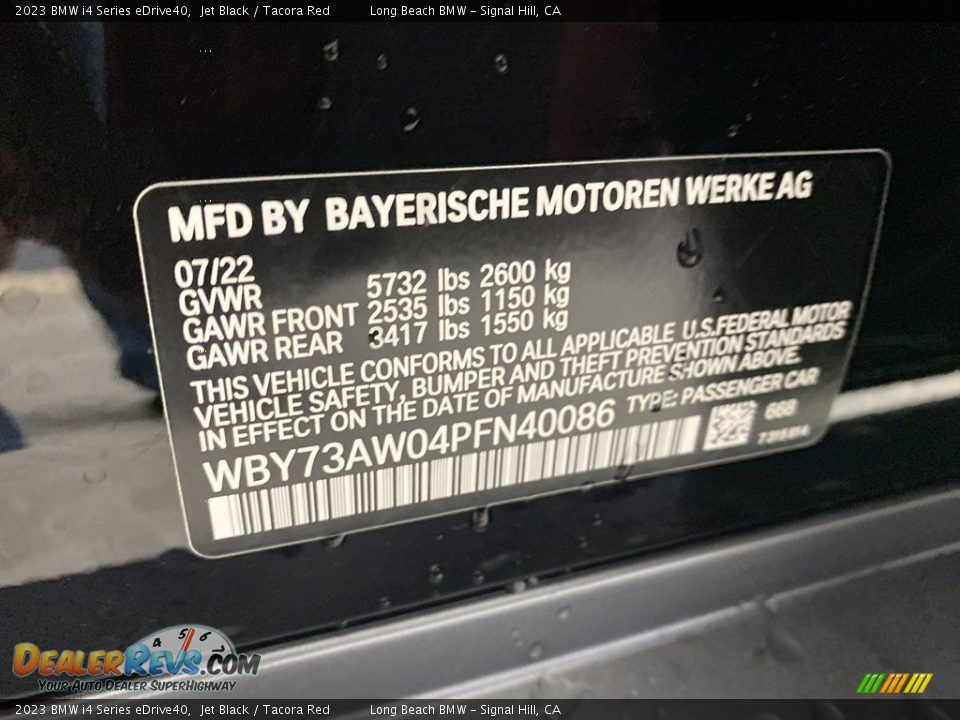 2023 BMW i4 Series eDrive40, Jet Black / Tacora Red Long Beach BMW - Signal Hill, CA
MFD BY BAYERISCHE MOTOREN WERKE AG
07/22
GVWR 5732 lbs 2600 kg
GAWR FRONT 2535 lbs 1150 kg
GAWR REAR 3417 lbs 1550 kg
THIS VEHICLE CONFORMS TO ALL APPLICABLE U.S.FEDERAL MOTOR
VEHICLE SAFETY, BUMPER AND THEFT PREVENTION STANDARDS
IN EFFECT ON THE DATE OF MANUFACTURE SHOWN ABOVE.
WBY73AW04PFN40086 TYPE: PASSENGER CAR
668
4 5 6
DEALERREVS.COM
YOUR AUTO DEALER SUPERHIGHWAY
2023 BMW i4 Series eDrive40, Jet Black / Tacora Red Long Beach BMW - Signal Hill, CA